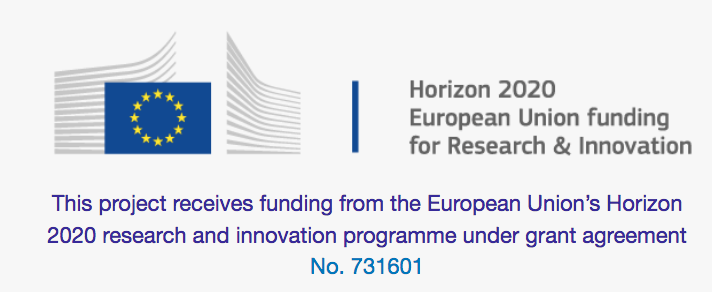 Horizon 2020
European Union funding
for Research & Innovation
This project receives funding from the European Union’s Horizon
2020 research and innovation programme under grant agreement
No. 731601